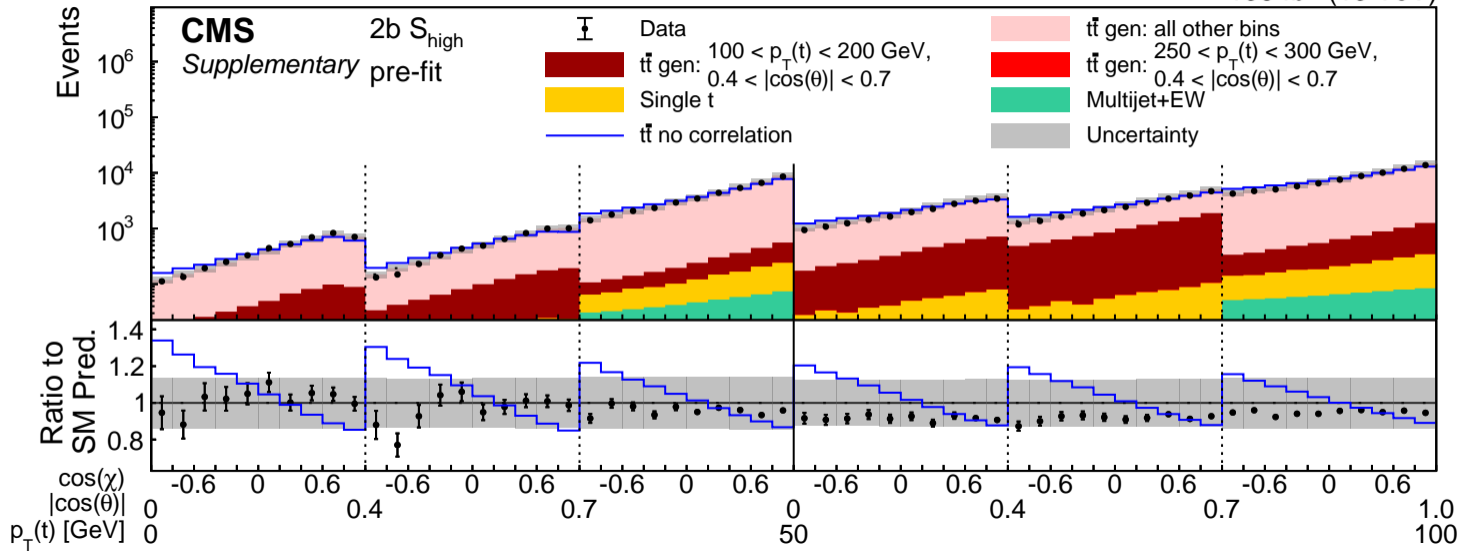 CMS
Supplementary
2b S_high
pre-fit
Data
tt̄ gen: 100 < p_T(t) < 200 GeV,
0.4 < |cos(θ)| < 0.7
Single t
tt̄ no correlation
tt̄ gen: all other bins
tt̄ gen: 250 < p_T(t) < 300 GeV,
0.4 < |cos(θ)| < 0.7
Multijet+EW
Uncertainty
Events
10^6
10^5
10^4
10^3
Ratio to
SM Pred.
1.4
1.2
1
0.8
cos(χ) -0.6 0 0.6 -0.6 0 0.6 -0.6 0 0.6 -0.6 0 0.6 -0.6 0 0.6 -0.6 0 0.6
|cos(θ)| 0 0.4 0.7 0 0.4 0.7 1.0
p_T(t) [GeV] 0 50 100